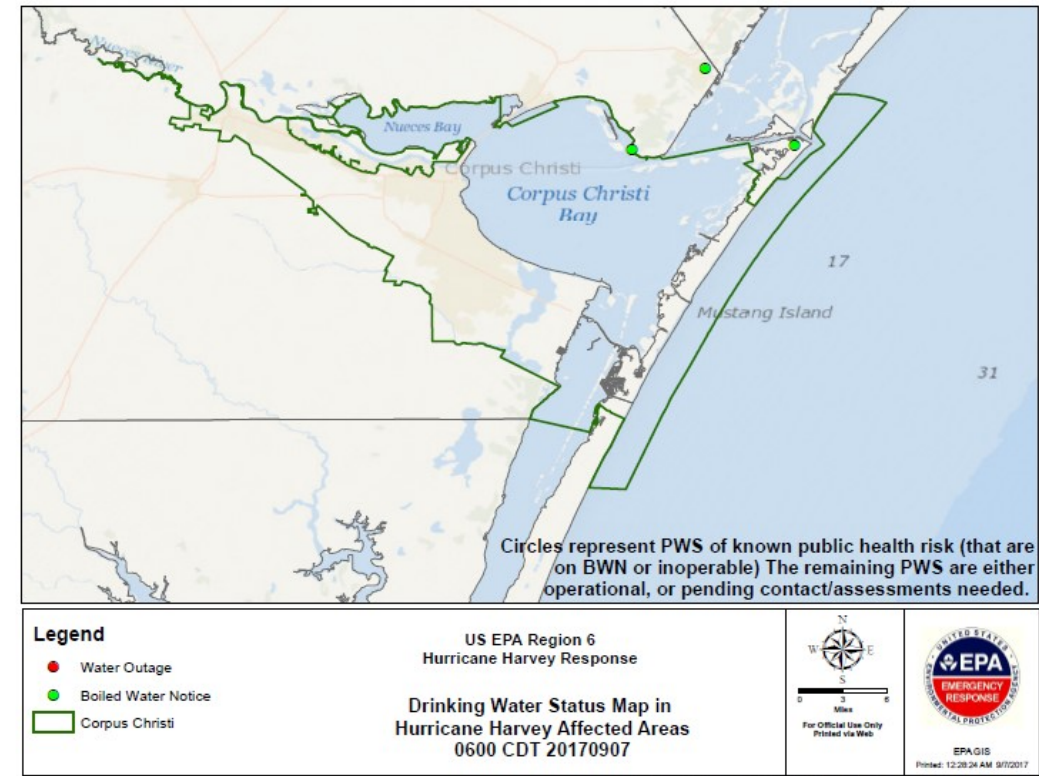 Nueces River
Nueces Bay
Corpus Christi
Corpus Christi
Bay
17
Mustang Island
31
Circles represent PWS of known public health risk (that are
on BWN or inoperable) The remaining PWS are either
operational, or pending contact/assessments needed.
Legend
Water Outage
Boiled Water Notice
Corpus Christi
US EPA Region 6
Hurricane Harvey Response
Drinking Water Status Map in
Hurricane Harvey Affected Areas
0600 CDT 20170907
N
W E
S
0 3 6
Miles
For Official Use Only
Printed via Web
UNITED STATES
EPA
EMERGENCY
RESPONSE
ENVIRONMENTAL PROTECTION AGENCY
EPAGIS
Printed: 12:28:24 AM 9/7/2017